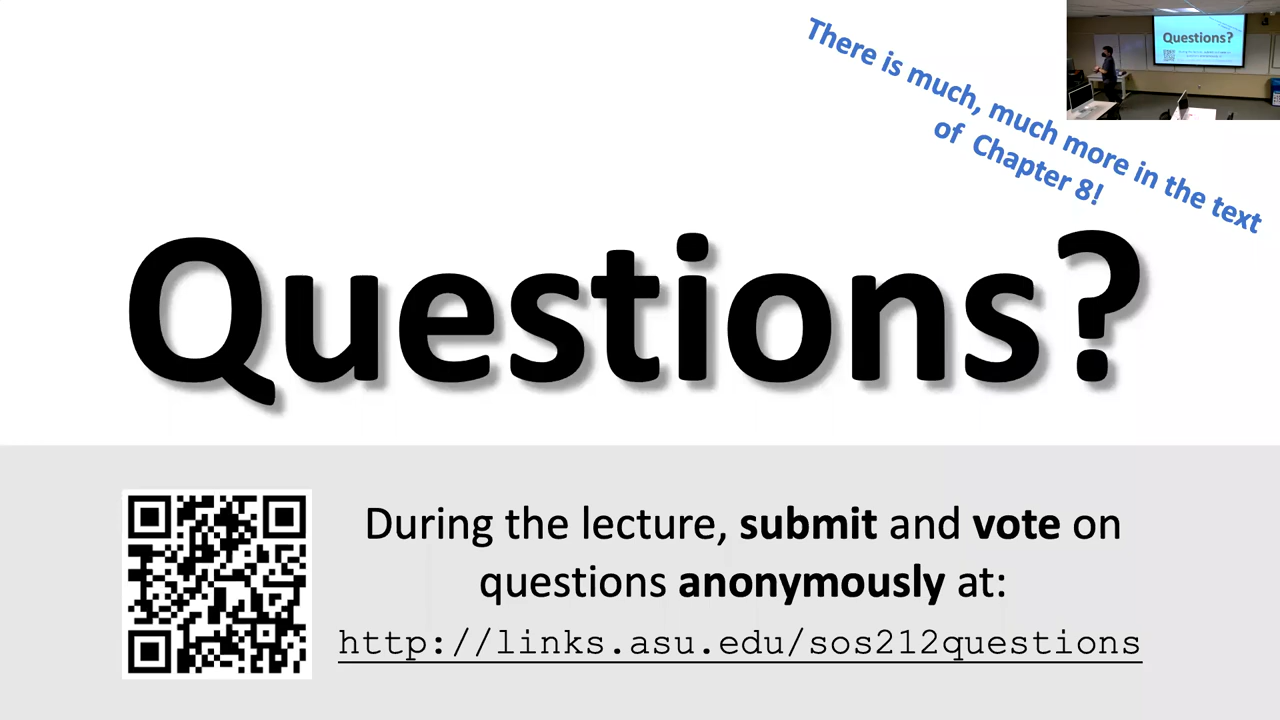 There is much, much more in the text
of Chapter 8!
Questions?
Questions?
During the lecture, submit and vote on
questions anonymously at:
http://links.asu.edu/sos212questions